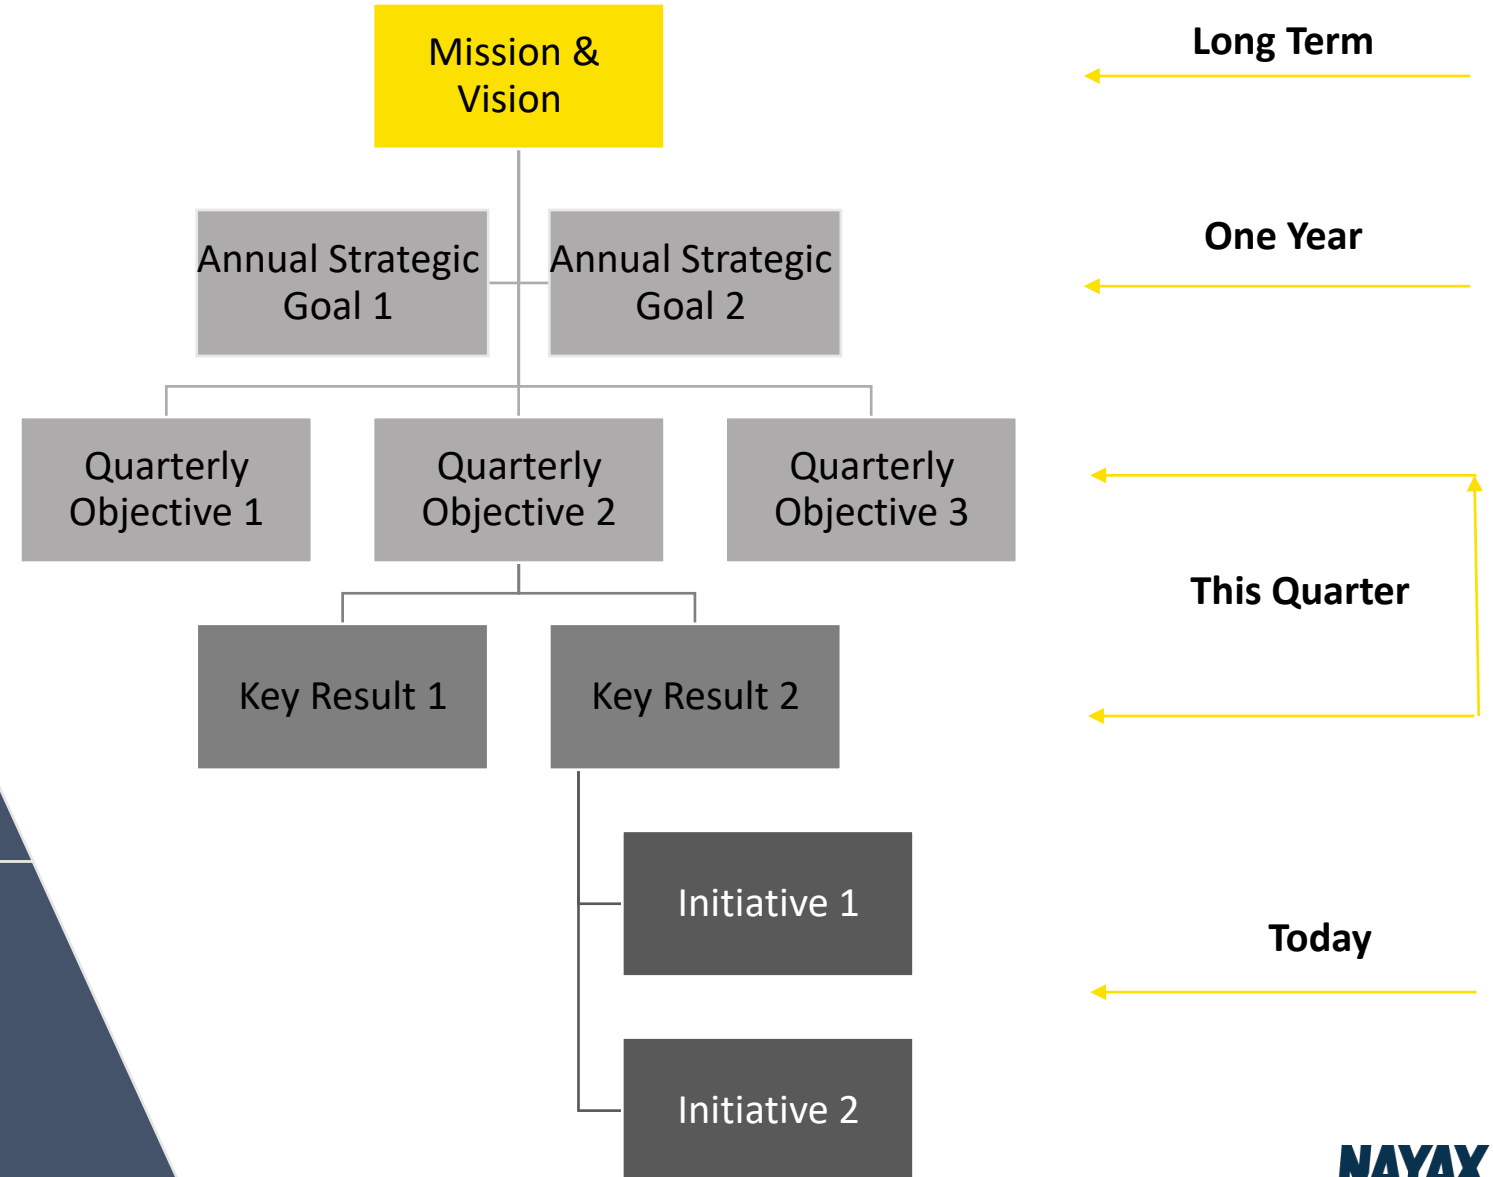 Mission &
Vision
Long Term
Annual Strategic
Goal 1
Annual Strategic
Goal 2
One Year
Quarterly
Objective 1
Quarterly
Objective 2
Quarterly
Objective 3
This Quarter
Key Result 1
Key Result 2
Initiative 1
Today
Initiative 2
NAYAX